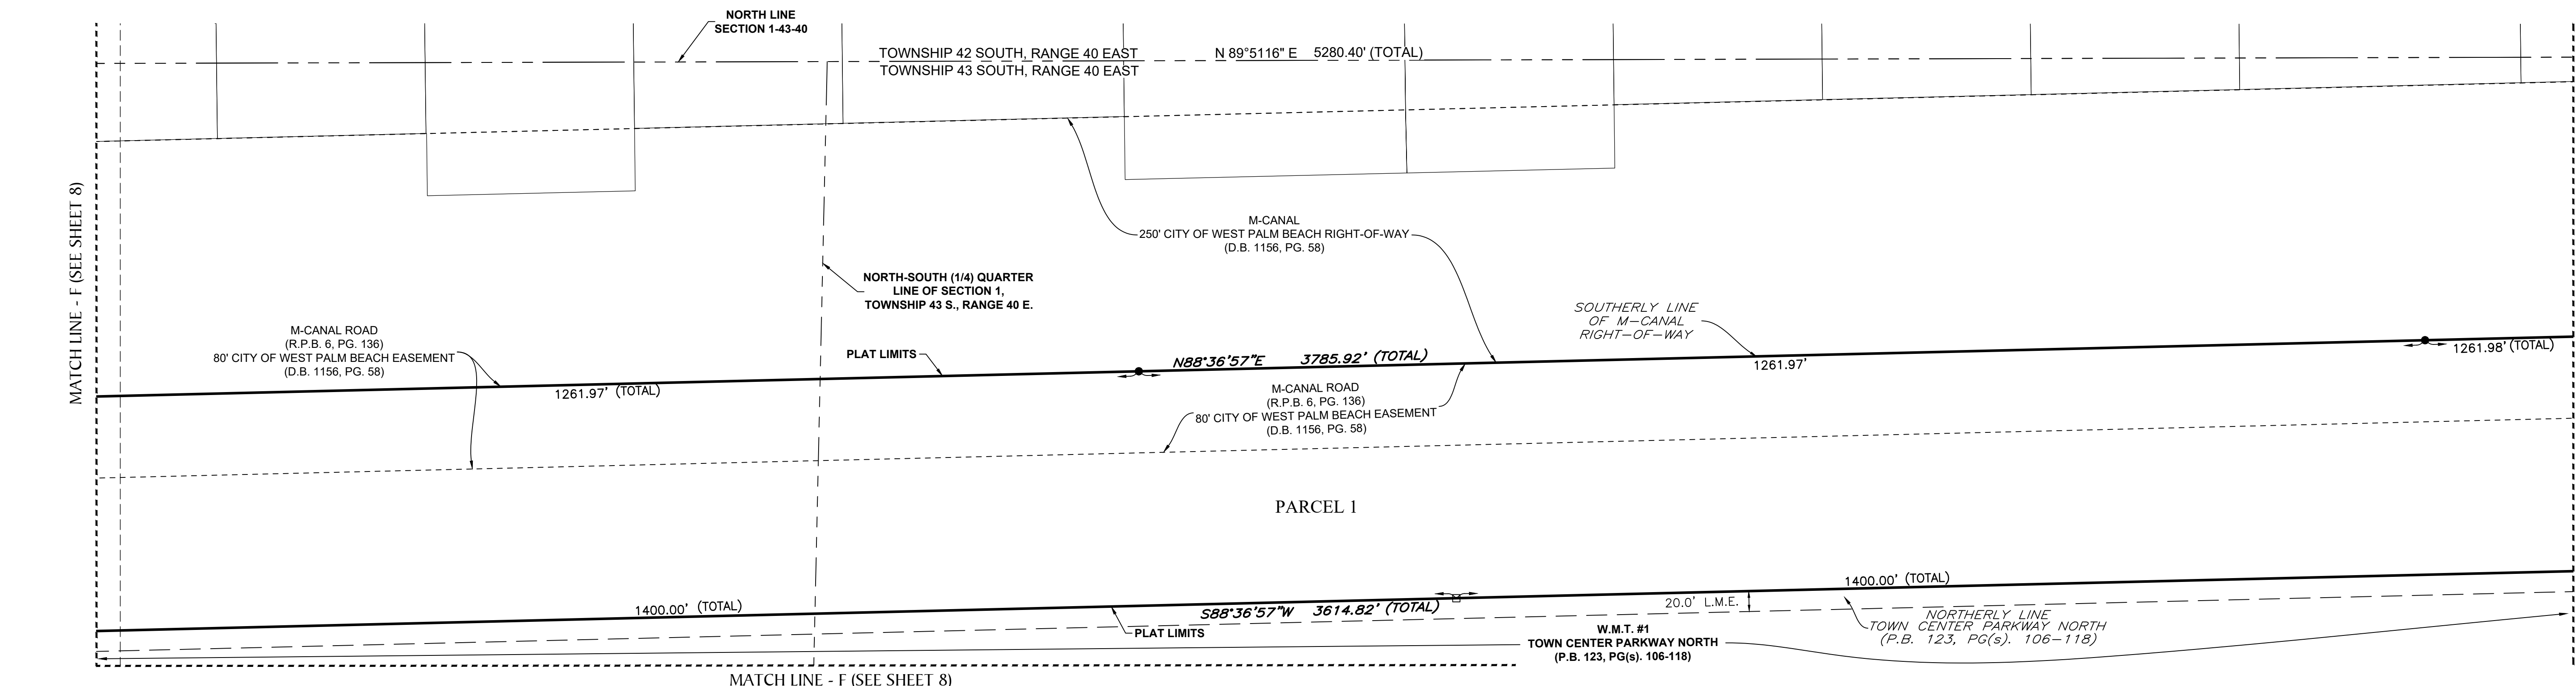 NORTH LINE
SECTION 1-43-40
TOWNSHIP 42 SOUTH, RANGE 40 EAST
N 89°5116" E 5280.40' (TOTAL)
TOWNSHIP 43 SOUTH, RANGE 40 EAST
MATCH LINE - F (SEE SHEET 8)
M-CANAL
250' CITY OF WEST PALM BEACH RIGHT-OF-WAY
(D.B. 1156, PG. 58)
NORTH-SOUTH (1/4) QUARTER
LINE OF SECTION 1,
TOWNSHIP 43 S., RANGE 40 E.
SOUTHERLY LINE
OF M-CANAL
RIGHT-OF-WAY
M-CANAL ROAD
(R.P.B. 6, PG. 136)
80' CITY OF WEST PALM BEACH EASEMENT
(D.B. 1156, PG. 58)
PLAT LIMITS
N88°36'57"E 3785.92' (TOTAL)
1261.97' (TOTAL)
1261.97'
1261.98' (TOTAL)
M-CANAL ROAD
(R.P.B. 6, PG. 136)
80' CITY OF WEST PALM BEACH EASEMENT
(D.B. 1156, PG. 58)
PARCEL 1
1400.00' (TOTAL)
S88°36'57"W 3614.82' (TOTAL)
1400.00' (TOTAL)
20.0' L.M.E.
PLAT LIMITS
NORTHERLY LINE
TOWN CENTER PARKWAY NORTH
(P.B. 123, PG(s). 106-118)
W.M.T. #1
TOWN CENTER PARKWAY NORTH
(P.B. 123, PG(s). 106-118)
MATCH LINE - F (SEE SHEET 8)